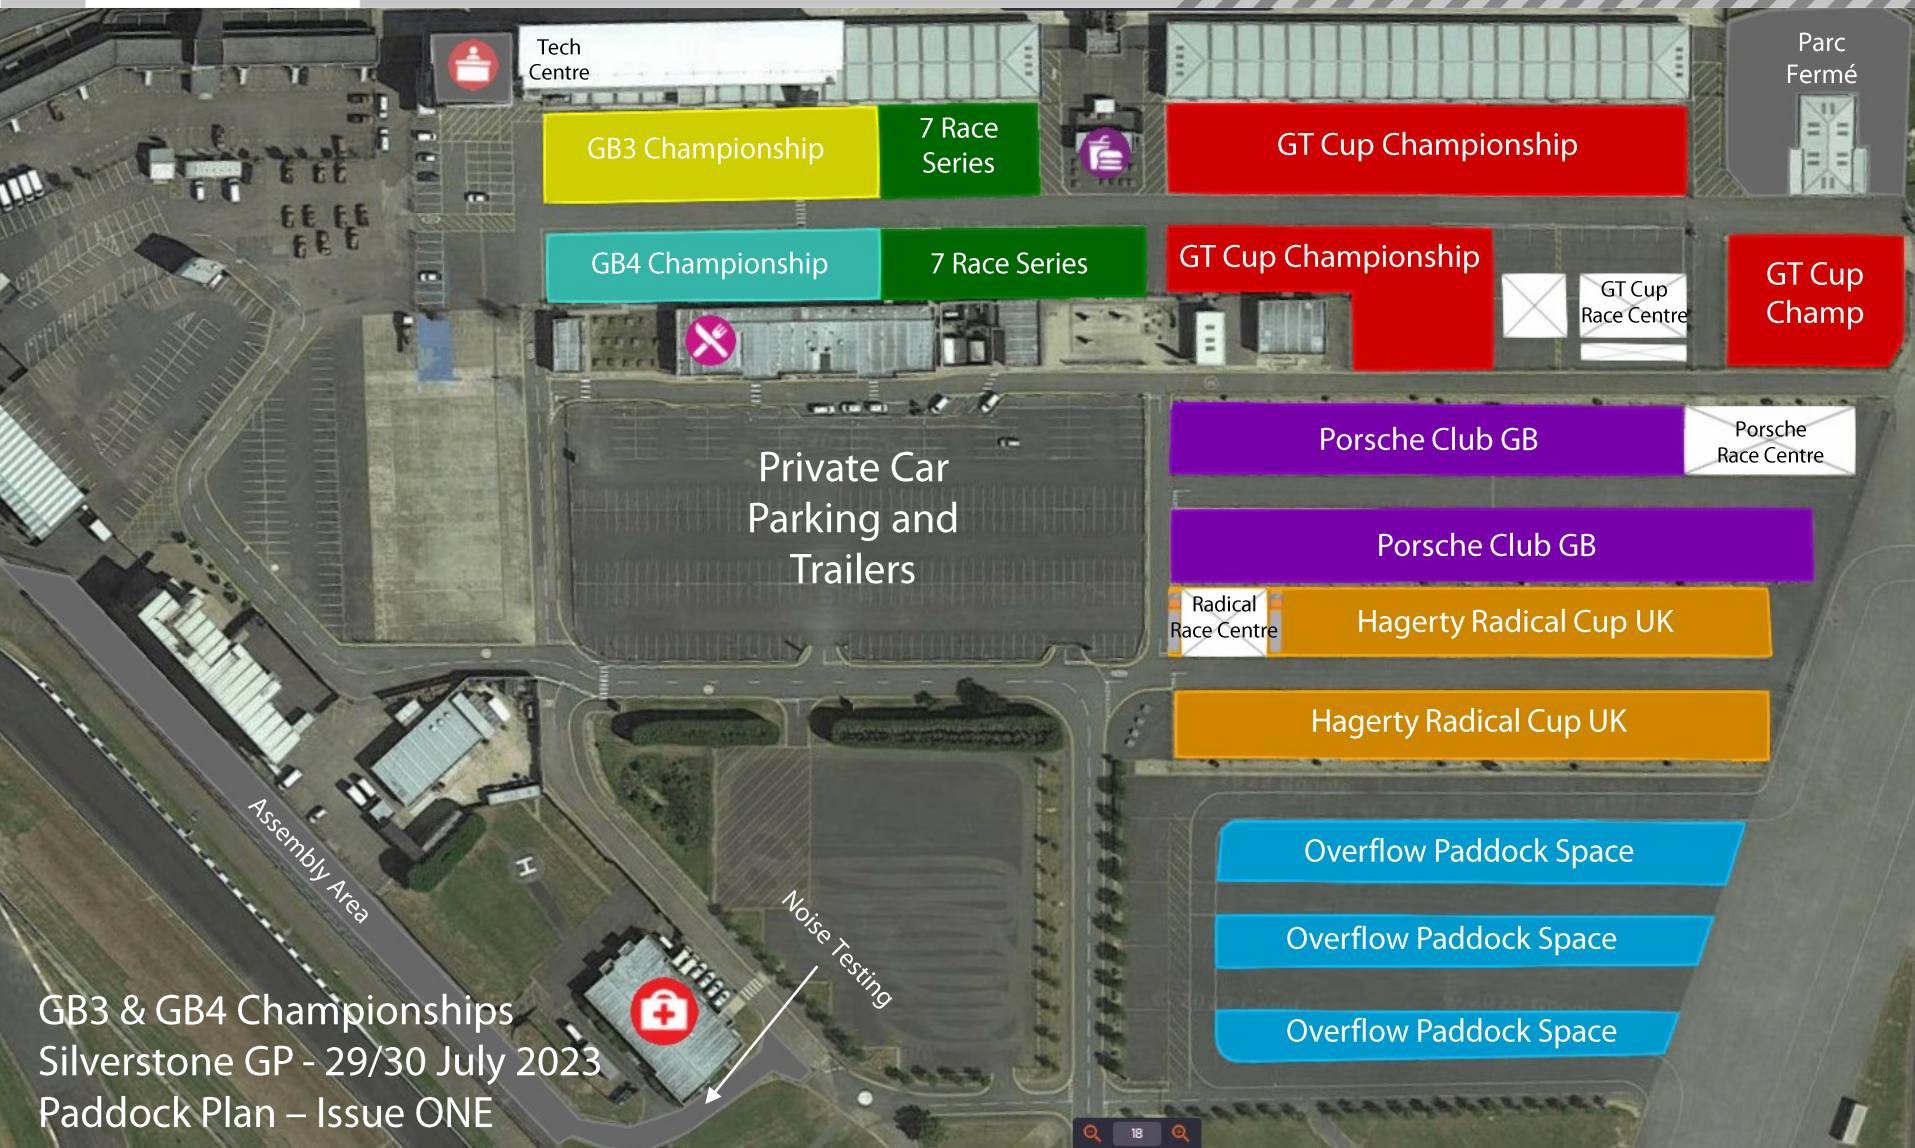 Tech
Centre
Parc
Fermé
GB3 Championship
7 Race
Series
GT Cup Championship
GB4 Championship
7 Race Series
GT Cup Championship
GT Cup
Race Centre
GT Cup
Champ
Porsche Club GB
Porsche
Race Centre
Private Car
Parking and
Trailers
Porsche Club GB
Radical
Race Centre
Hagerty Radical Cup UK
Hagerty Radical Cup UK
Assembly Area
H
Noise Testing
Overflow Paddock Space
Overflow Paddock Space
Overflow Paddock Space
GB3 & GB4 Championships
Silverstone GP - 29/30 July 2023
Paddock Plan – Issue ONE
18